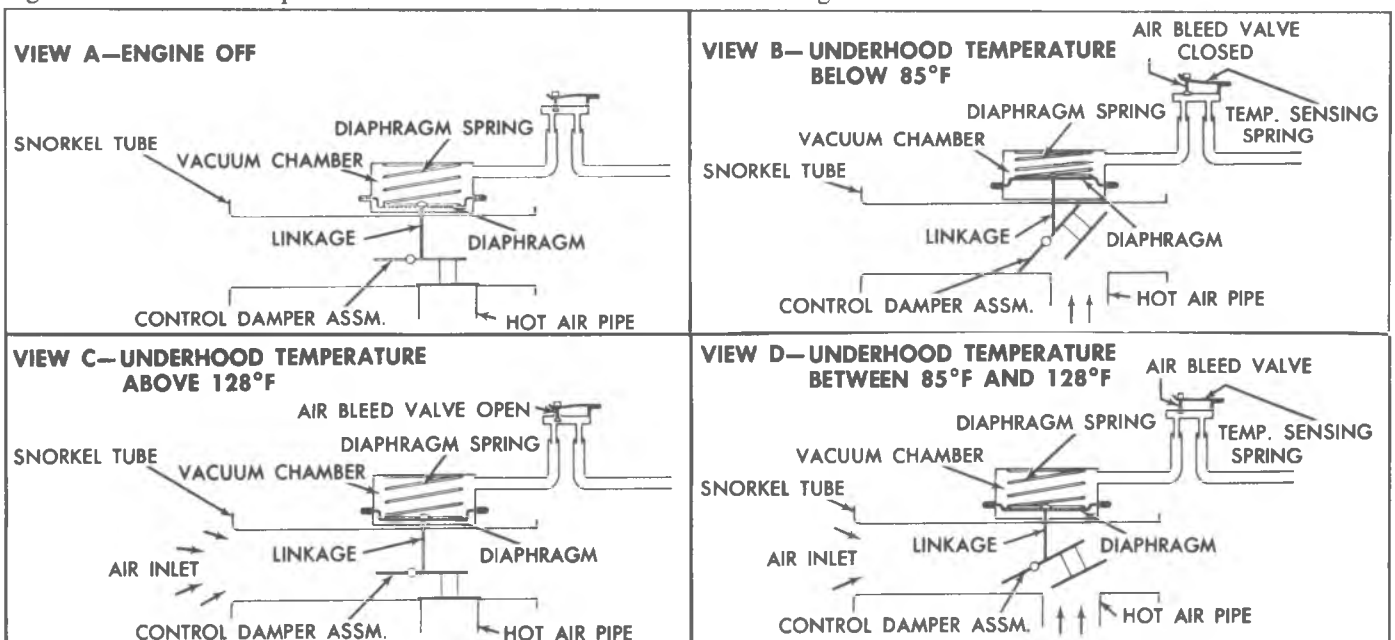 VIEW A—ENGINE OFF
DIAPHRAGM SPRING
SNORKEL TUBE
VACUUM CHAMBER
LINKAGE
DIAPHRAGM
CONTROL DAMPER ASSM.
HOT AIR PIPE
VIEW B—UNDERHOOD TEMPERATURE
BELOW 85°F
AIR BLEED VALVE
CLOSED
DIAPHRAGM SPRING
TEMP. SENSING
SPRING
VACUUM CHAMBER
SNORKEL TUBE
LINKAGE
DIAPHRAGM
CONTROL DAMPER ASSM.
HOT AIR PIPE
VIEW C—UNDERHOOD TEMPERATURE
ABOVE 128°F
AIR BLEED VALVE OPEN
DIAPHRAGM SPRING
SNORKEL TUBE
VACUUM CHAMBER
LINKAGE
DIAPHRAGM
AIR INLET
CONTROL DAMPER ASSM.
HOT AIR PIPE
VIEW D—UNDERHOOD TEMPERATURE
BETWEEN 85°F AND 128°F
AIR BLEED VALVE
DIAPHRAGM SPRING
TEMP. SENSING
SPRING
VACUUM CHAMBER
SNORKEL TUBE
LINKAGE
DIAPHRAGM
AIR INLET
CONTROL DAMPER ASSM.
HOT AIR PIPE